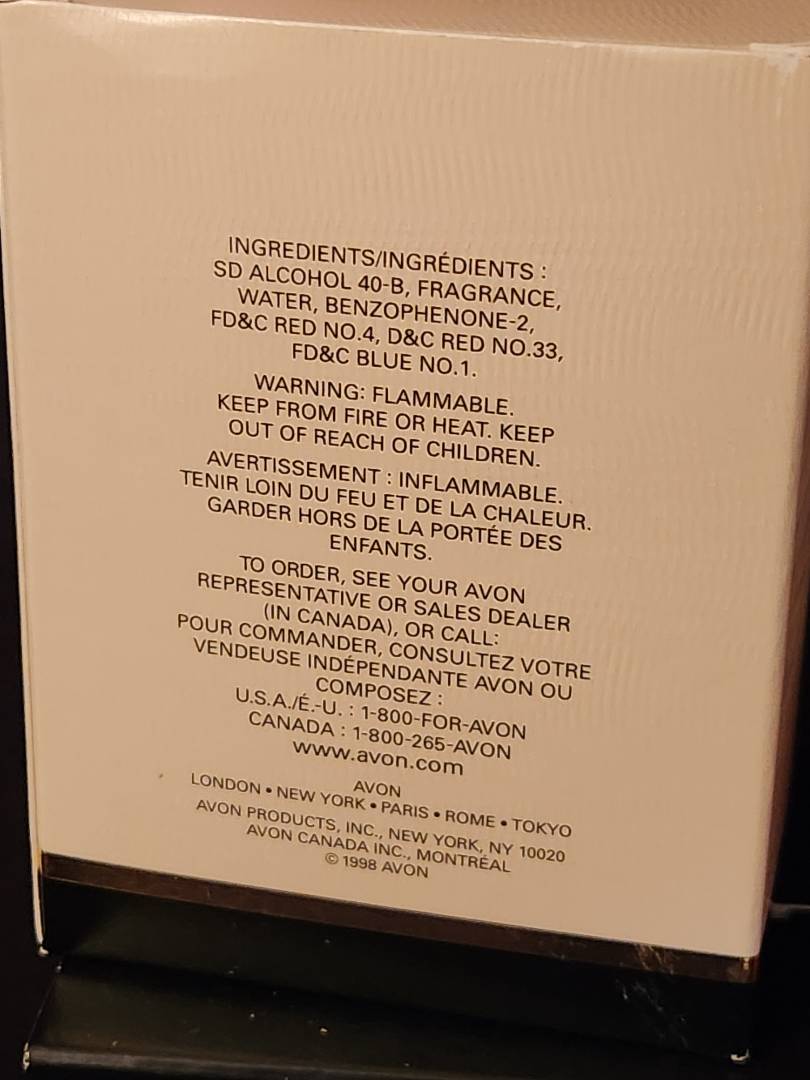 INGREDIENTS/INGRÉDIENTS :
SD ALCOHOL 40-B, FRAGRANCE,
WATER, BENZOPHENONE-2,
FD&C RED NO.4, D&C RED NO.33,
FD&C BLUE NO.1.
WARNING: FLAMMABLE.
KEEP FROM FIRE OR HEAT. KEEP
OUT OF REACH OF CHILDREN.
AVERTISSEMENT : INFLAMMABLE.
TENIR LOIN DU FEU ET DE LA CHALEUR.
GARDER HORS DE LA PORTÉE DES
ENFANTS.
TO ORDER, SEE YOUR AVON
REPRESENTATIVE OR SALES DEALER
(IN CANADA), OR CALL:
POUR COMMANDER, CONSULTEZ VOTRE
VENDEUSE INDÉPENDANTE AVON OU
COMPOSEZ :
U.S.A./É.-U. : 1-800-FOR-AVON
CANADA : 1-800-265-AVON
www.avon.com
AVON
LONDON • NEW YORK • PARIS • ROME • TOKYO
AVON PRODUCTS, INC., NEW YORK, NY 10020
AVON CANADA INC., MONTRÉAL
© 1998 AVON